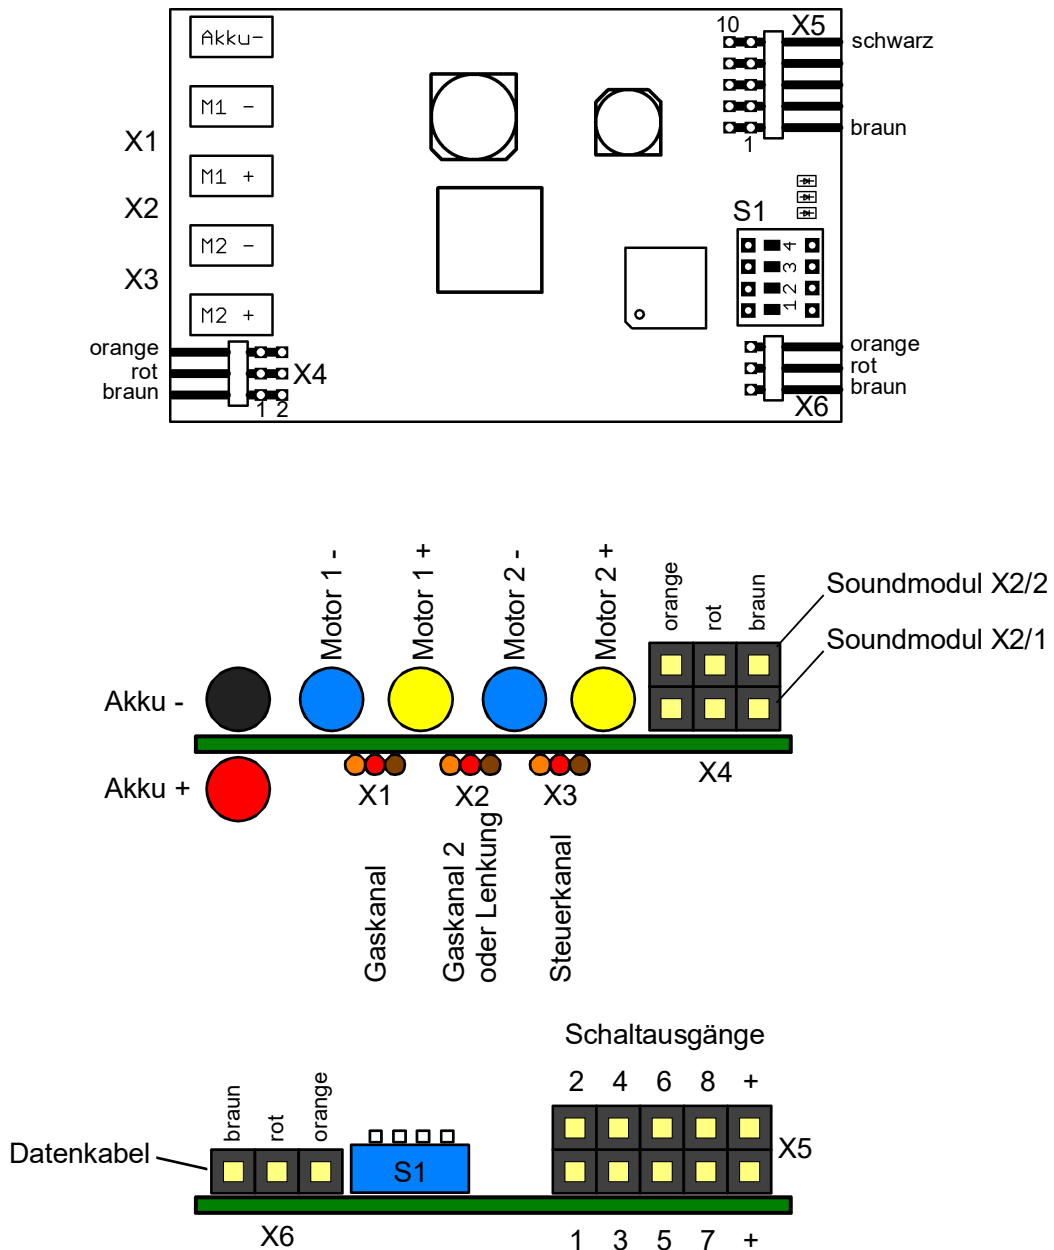 Akku-
M1 -
X1
M1 +
X2
M2 -
X3
M2 +
orange
rot
braun
X4
1 2
10
X5
schwarz
braun
1
S1
4
3
2
1
orange
rot
braun
X6
Motor 1 -
Motor 1 +
Motor 2 -
Motor 2 +
orange
rot
braun
Soundmodul X2/2
Soundmodul X2/1
Akku -
Akku +
X1
X2
X3
X4
Gaskanal
Gaskanal 2
oder Lenkung
Steuerkanal
Schaltausgänge
2 4 6 8 +
braun
rot
orange
Datenkabel
S1
X5
X6
1 3 5 7 +